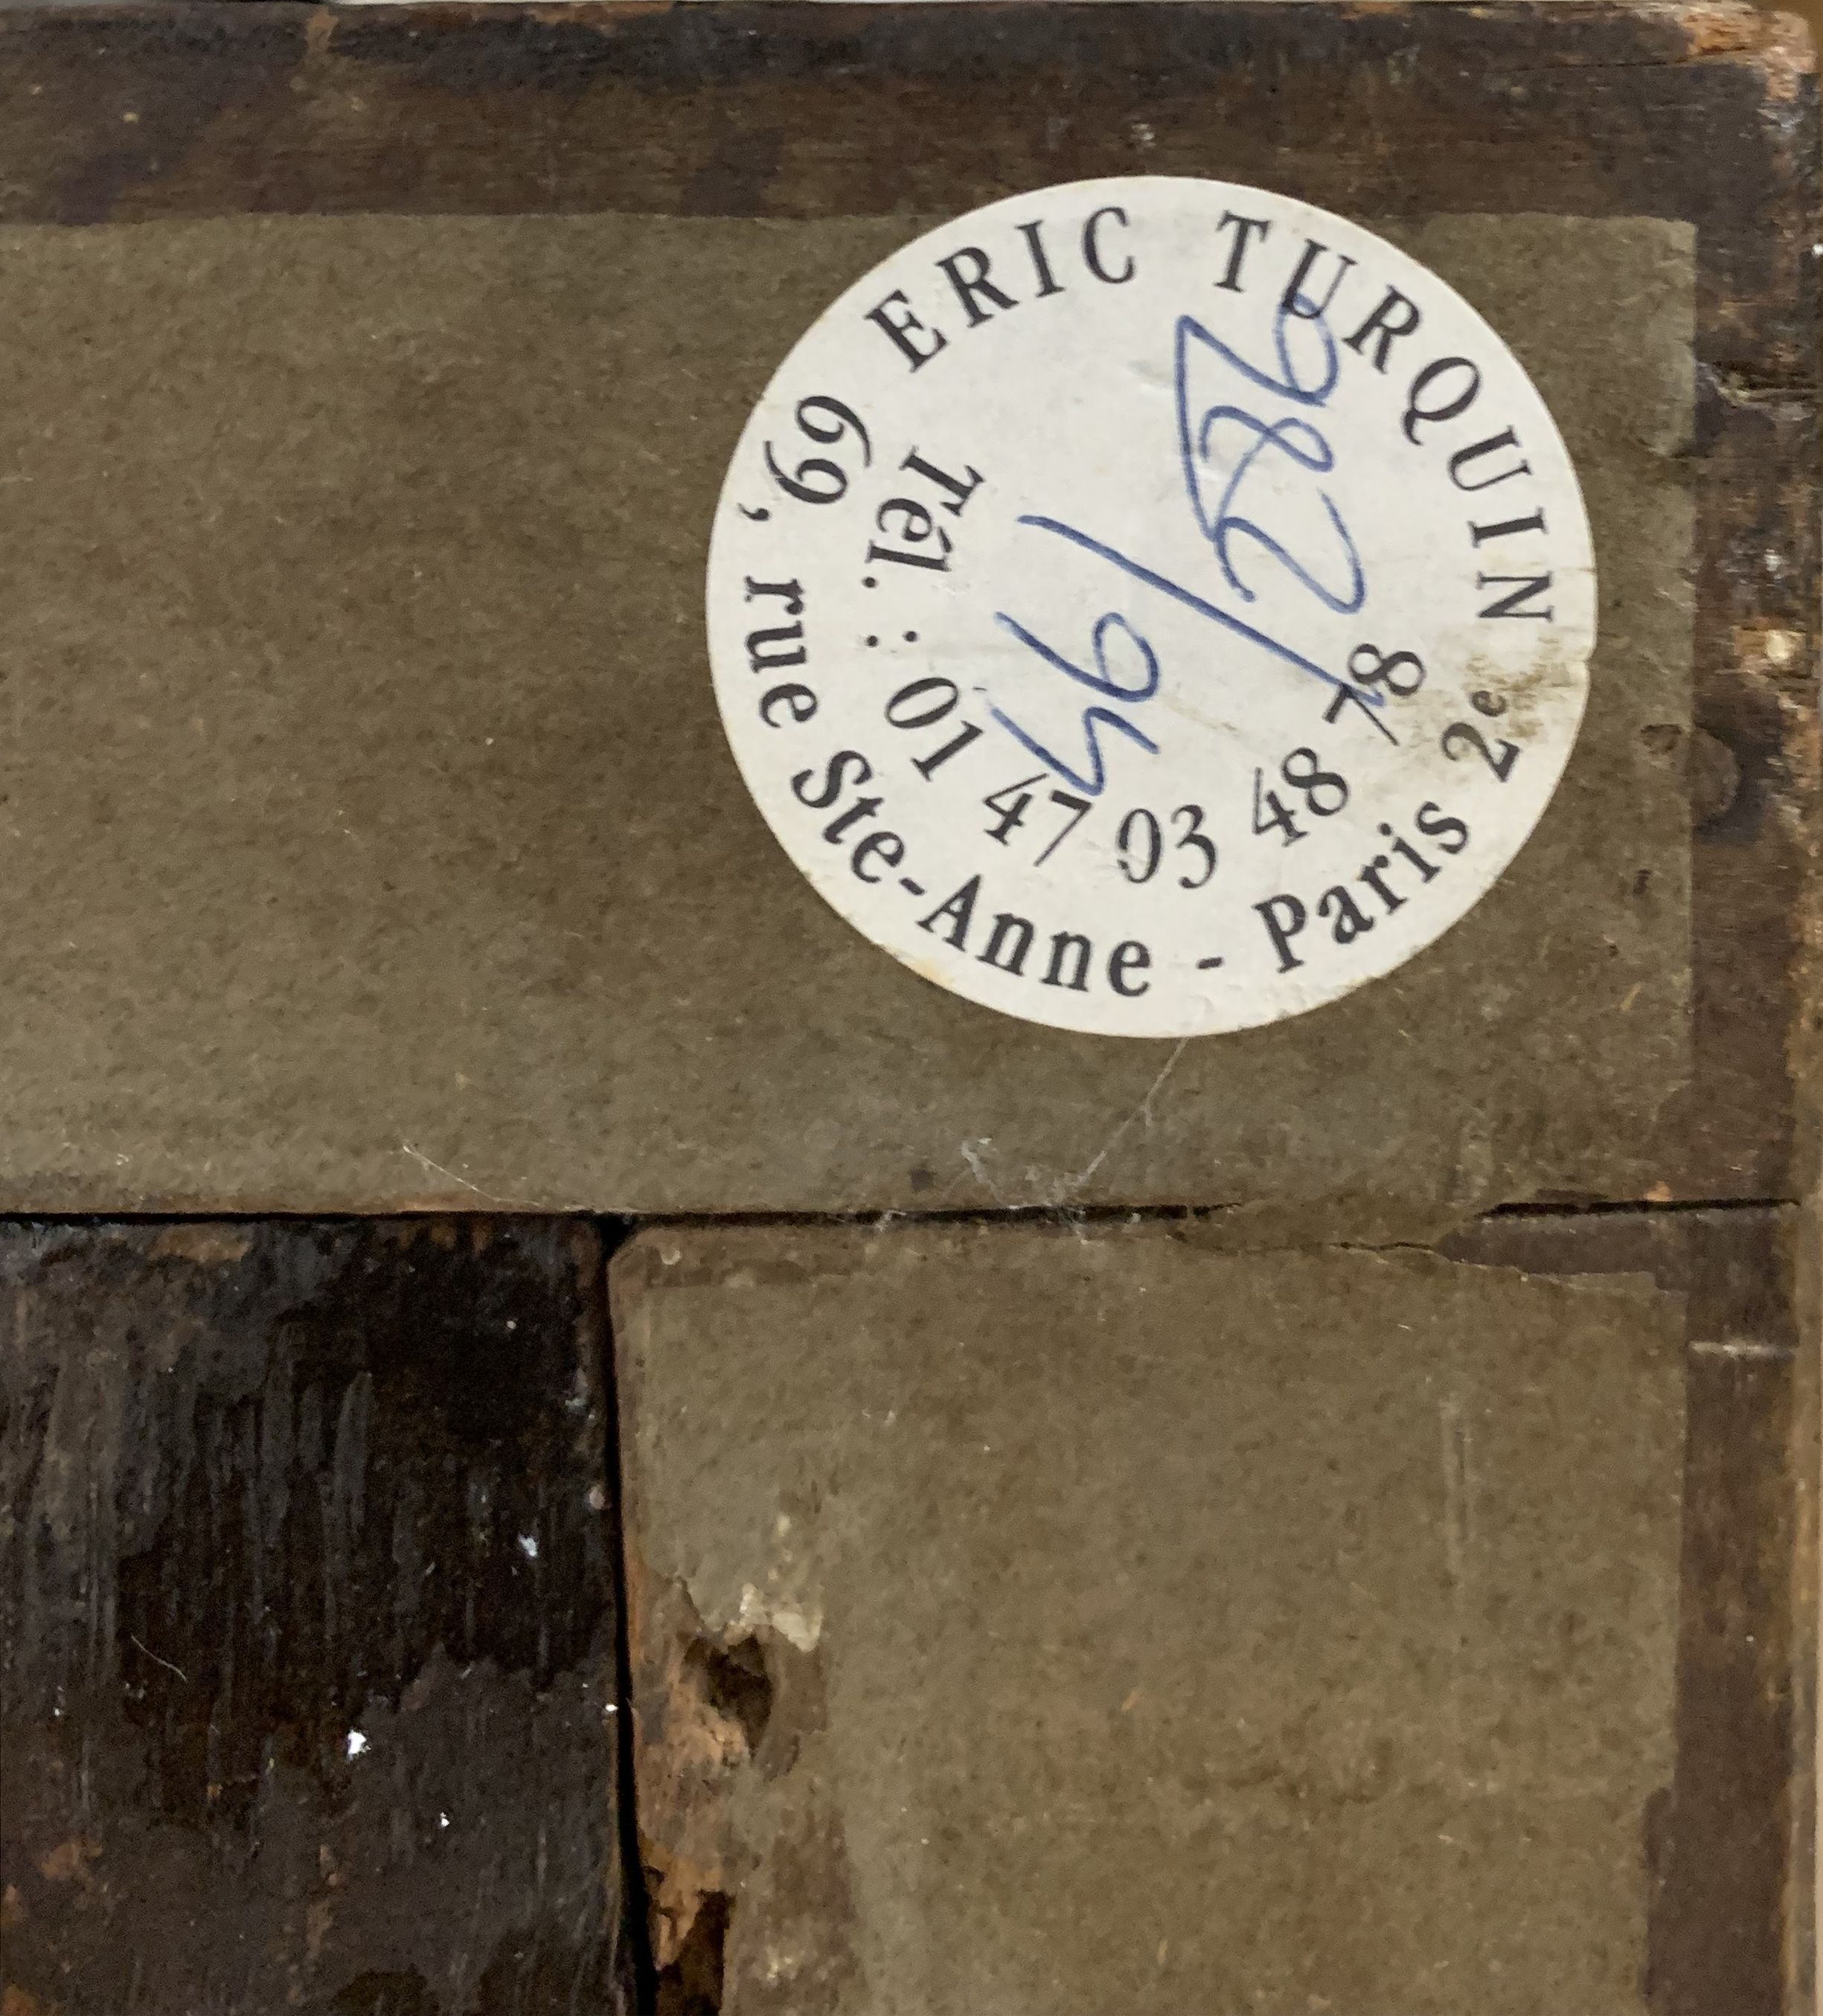 ERIC TURQUIN
69, rue Ste-Anne - Paris 2e
Tél. : 01 47 03 48 78